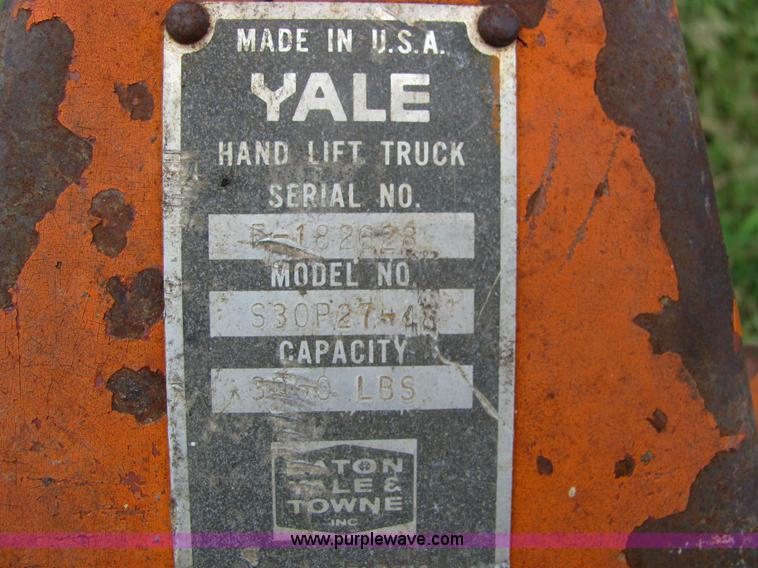 MADE IN U.S.A.
YALE
HAND LIFT TRUCK
SERIAL NO.
MODEL NO
S30P27-48
CAPACITY
LBS
EATON
YALE &
TOWNE
INC
www.purplewave.com